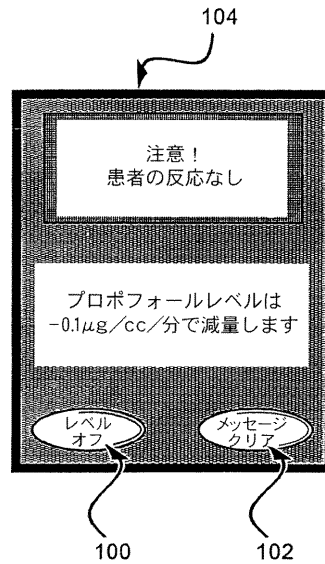 104
注意！
患者の反応なし
プロポフォールレベルは
−0.1μg／cc／分で減量します
レベル
オフ
メッセージ
クリア
100
102